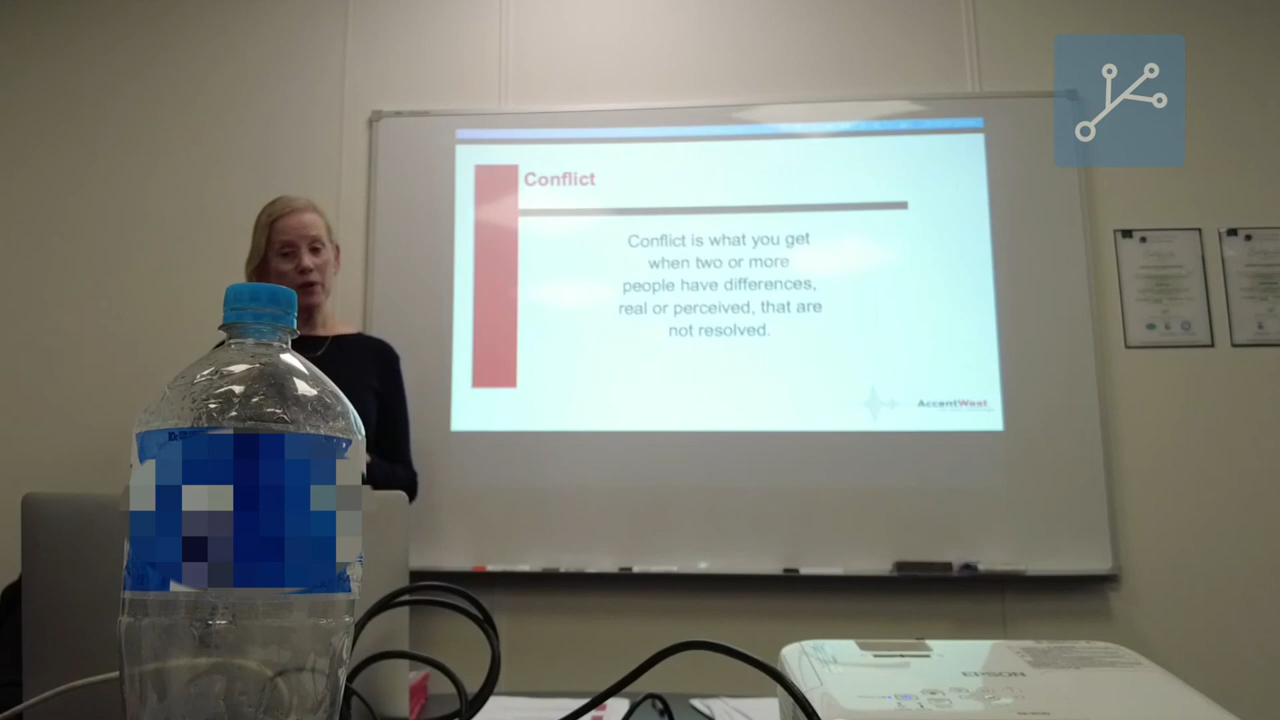 Conflict
Conflict is what you get
when two or more
people have differences,
real or perceived, that are
not resolved.
AccentWest
EPSON